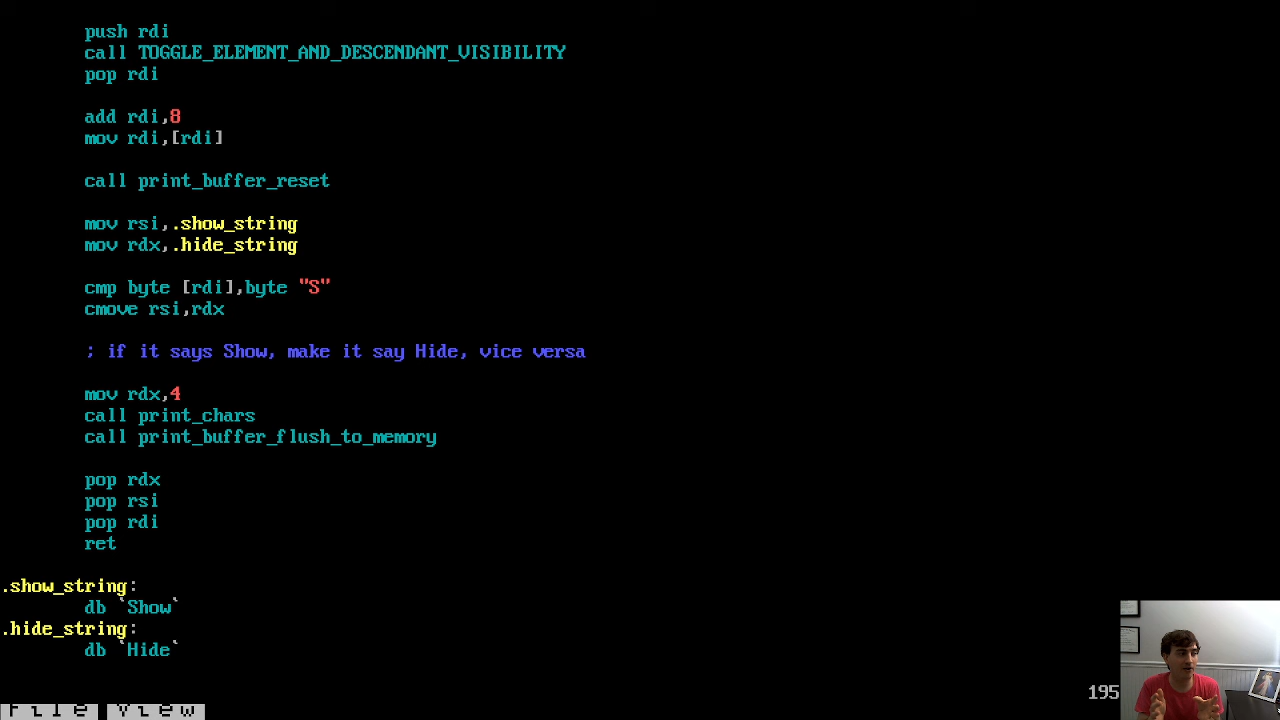 push rdi
call TOGGLE_ELEMENT_AND_DESCENDANT_VISIBILITY
pop rdi
add rdi,8
mov rdi,[rdi]
call print_buffer_reset
mov rsi,.show_string
mov rdx,.hide_string
cmp byte [rdi],byte "S"
cmove rsi,rdx
; if it says Show, make it say Hide, vice versa
mov rdx,4
call print_chars
call print_buffer_flush_to_memory
pop rdx
pop rsi
pop rdi
ret
.show_string:
db `Show`
.hide_string:
db `Hide`
195
File View